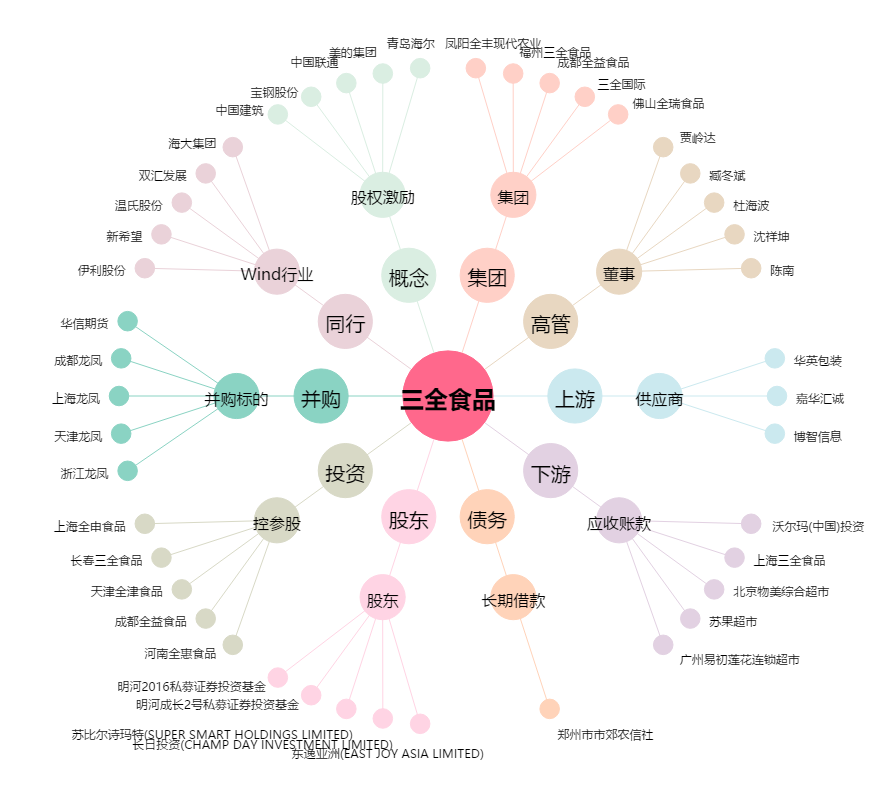 青岛海尔
美的集团
中国联通
宝钢股份
中国建筑
股权激励
概念
凤阳全丰现代农业
福州三全食品
成都全益食品
三全国际
佛山全瑞食品
集团
集团
贾岭达
臧冬斌
杜海波
沈祥坤
陈南
董事
高管
海大集团
双汇发展
温氏股份
新希望
伊利股份
Wind行业
同行
华信期货
成都龙凤
上海龙凤
天津龙凤
浙江龙凤
并购标的
并购
三全食品
上游
供应商
华英包装
嘉华汇诚
博智信息
投资
控参股
上海全申食品
长春三全食品
天津全津食品
成都全益食品
河南全惠食品
下游
应收账款
沃尔玛(中国)投资
上海三全食品
北京物美综合超市
苏果超市
广州易初莲花连锁超市
股东
股东
明河2016私募证券投资基金
明河成长2号私募证券投资基金
苏比尔诗玛特(SUPER SMART HOLDINGS LIMITED)
长日投资(CHAMP DAY INVESTMENT LIMITED)
东逸亚洲(EAST JOY ASIA LIMITED)
债务
长期借款
郑州市市郊农信社